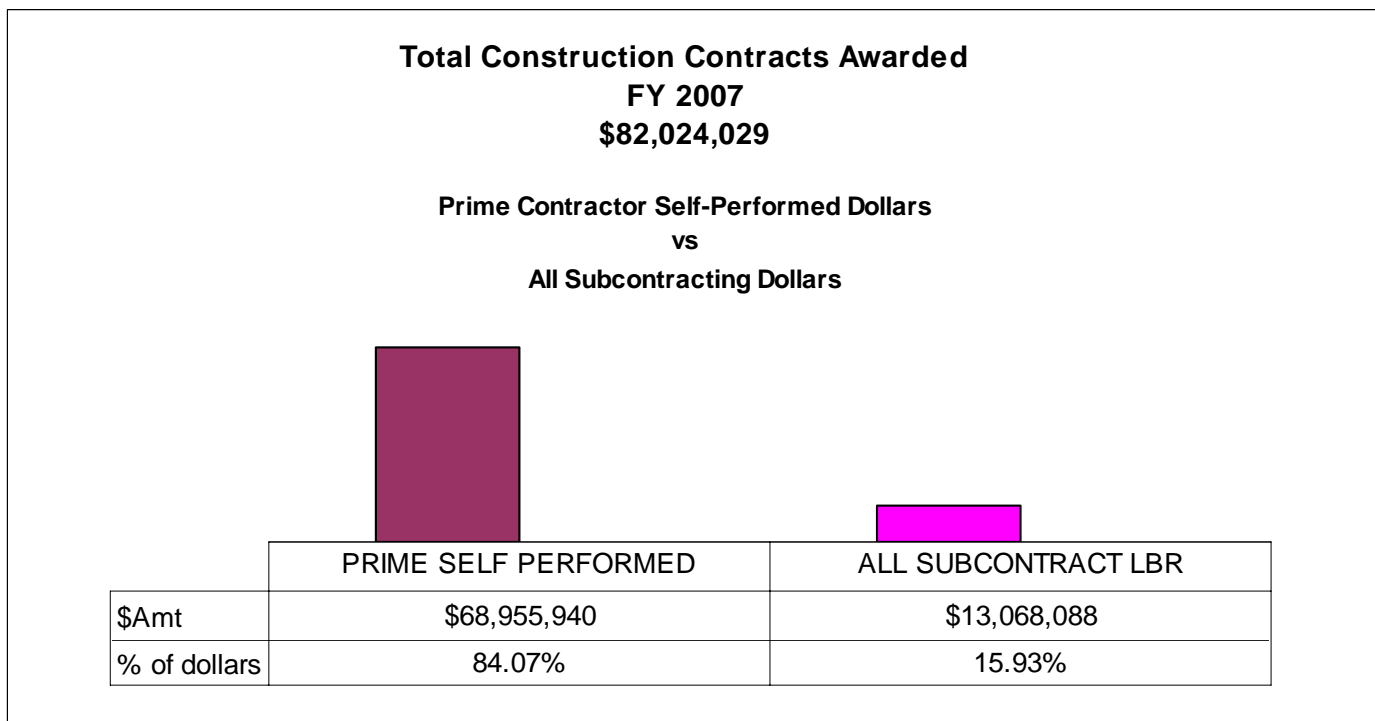 Total Construction Contracts Awarded
FY 2007
$82,024,029
Prime Contractor Self-Performed Dollars
vs
All Subcontracting Dollars
PRIME SELF PERFORMED ALL SUBCONTRACT LBR
$Amt $68,955,940 $13,068,088
% of dollars 84.07% 15.93%